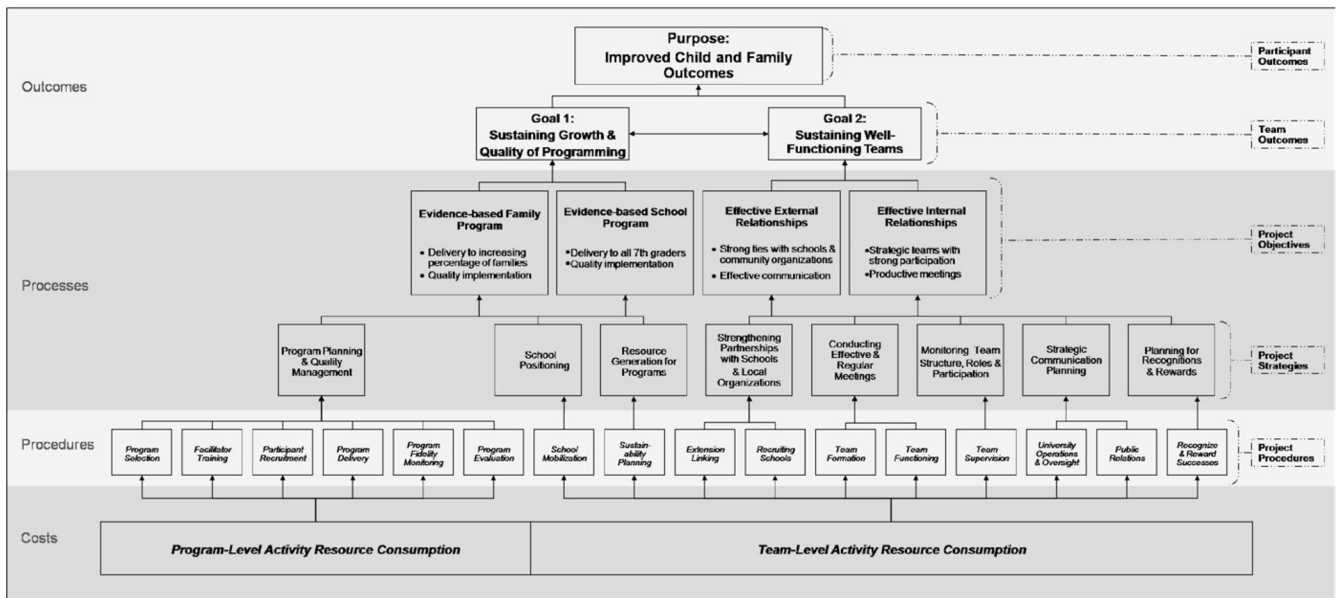 Outcomes
Purpose:
Improved Child and Family
Outcomes
Participant
Outcomes
Goal 1:
Sustaining Growth &
Quality of Programming
Goal 2:
Sustaining Well-
Functioning Teams
Team
Outcomes
Processes
Evidence-based Family
Program
• Delivery to increasing
percentage of families
• Quality implementation
Evidence-based School
Program
•Delivery to all 7th graders
•Quality implementation
Effective External
Relationships
• Strong ties with schools &
community organizations
• Effective communication
Effective Internal
Relationships
•Strategic teams with
strong participation
•Productive meetings
Project
Objectives
Program Planning
& Quality
Management
School
Positioning
Resource
Generation for
Programs
Strengthening
Partnerships
with Schools
& Local
Organizations
Conducting
Effective &
Regular
Meetings
Monitoring Team
Structure, Roles &
Participation
Strategic
Communication
Planning
Planning for
Recognitions
& Rewards
Project
Strategies
Procedures
Program
Selection
Facilitator
Training
Participant
Recruitment
Program
Delivery
Program
Fidelity
Monitoring
Program
Evaluation
School
Mobilization
Sustain-
ability
Planning
Extension
Linking
Recruiting
Schools
Team
Formation
Team
Functioning
Team
Supervision
University
Operations
& Oversight
Public
Relations
Recognize
& Reward
Successes
Project
Procedures
Costs
Program-Level Activity Resource Consumption
Team-Level Activity Resource Consumption